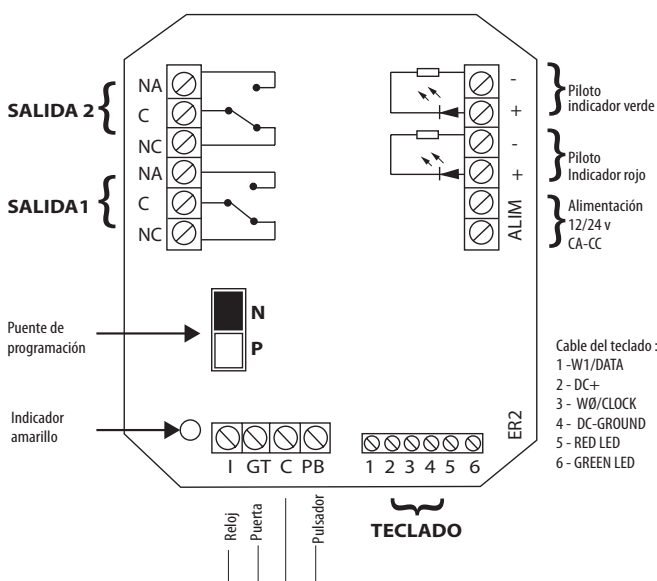 SALIDA 2
NA
C
NC
SALIDA1
NA
C
NC
-
+
Piloto
indicador verde
-
+
Piloto
Indicador rojo
ALIM
Alimentación
12/24 v
CA-CC
Puente de
programación
N
P
Indicador
amarillo
I GT C PB
1 2 3 4 5 6
TECLADO
ER2
Cable del teclado :
1 -W1/DATA
2 - DC+
3 - WØ/CLOCK
4 - DC-GROUND
5 - RED LED
6 - GREEN LED
Reloj
Puerta
Pulsador